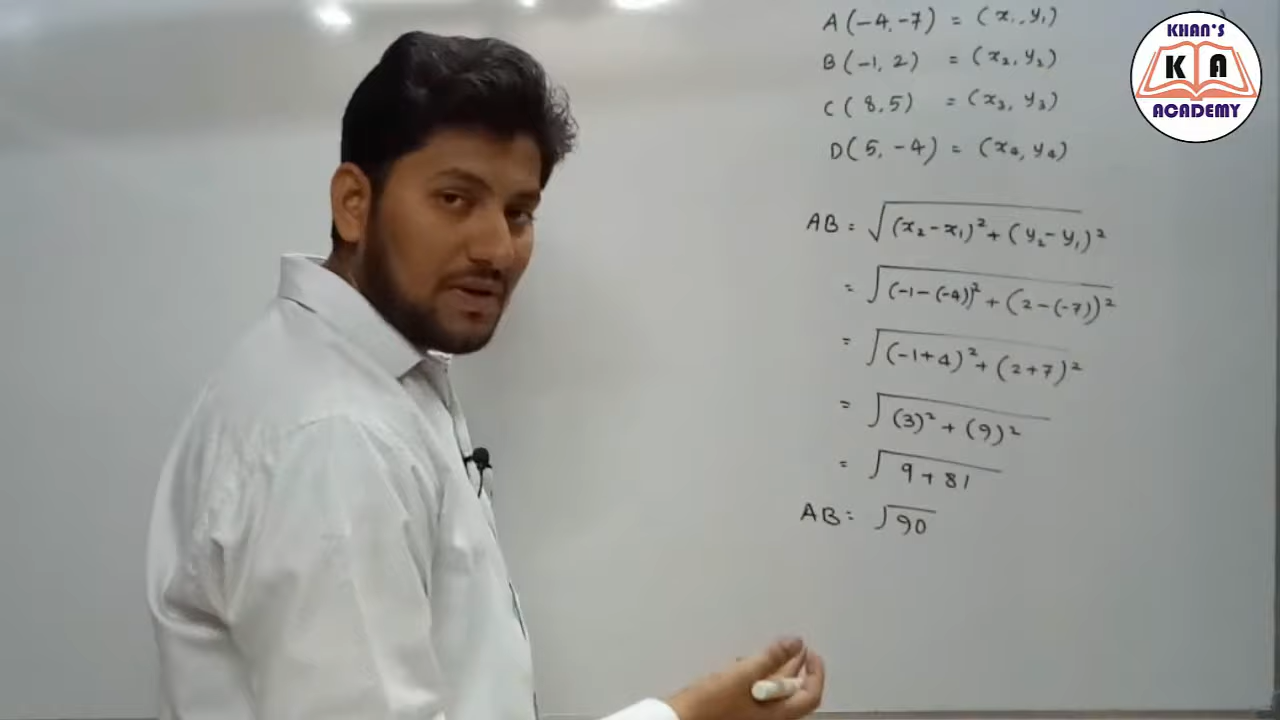 A(-4,-7) = (x₁, y₁)
B(-1, 2) = (x₂, y₂)
C(8,5) = (x₃, y₃)
D(5, -4) = (x₄, y₄)
AB = √(x₂-x₁)² + (y₂-y₁)²
= √(-1-(-4))² + (2-(-7))²
= √(-1+4)² + (2+7)²
= √(3)² + (9)²
= √9 + 81
AB = √90
KHAN'S
K A
ACADEMY